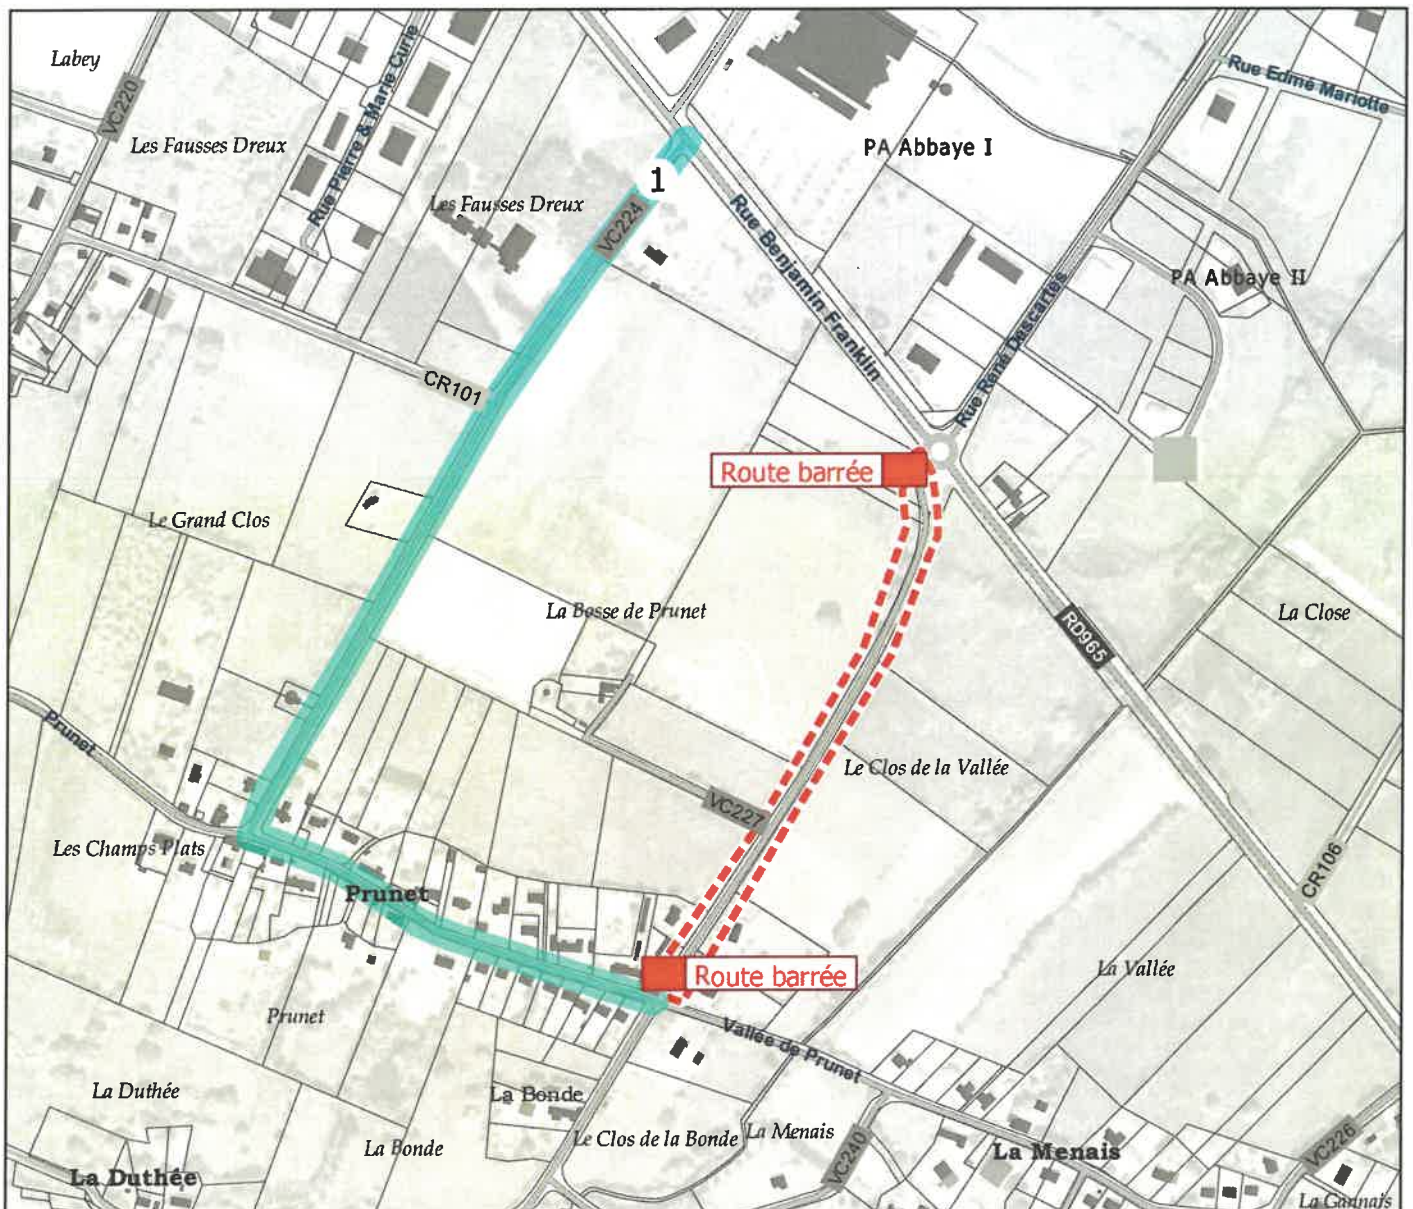 Labey
VC220
Les Fausses Dreux
Rue Pierre & Marie Curie
Les Fausses Dreux
1
VC224
PA Abbaye I
Rue Edmé Mariotte
Rue Benjamin Franklin
PA Abbaye II
Rue René Descartes
CR101
Route barrée
Le Grand Clos
La Bosse de Prunet
La Close
RD965
Prunet
Le Clos de la Vallée
VC227
Les Champs Plats
CR106
Prunet
Route barrée
La Vallée
Prunet
Vallée de Prunet
La Duthée
La Bonde
Le Clos de la Bonde
La Menais
La Bonde
VC240
La Menais
VC226
La Duthée
La Gannais